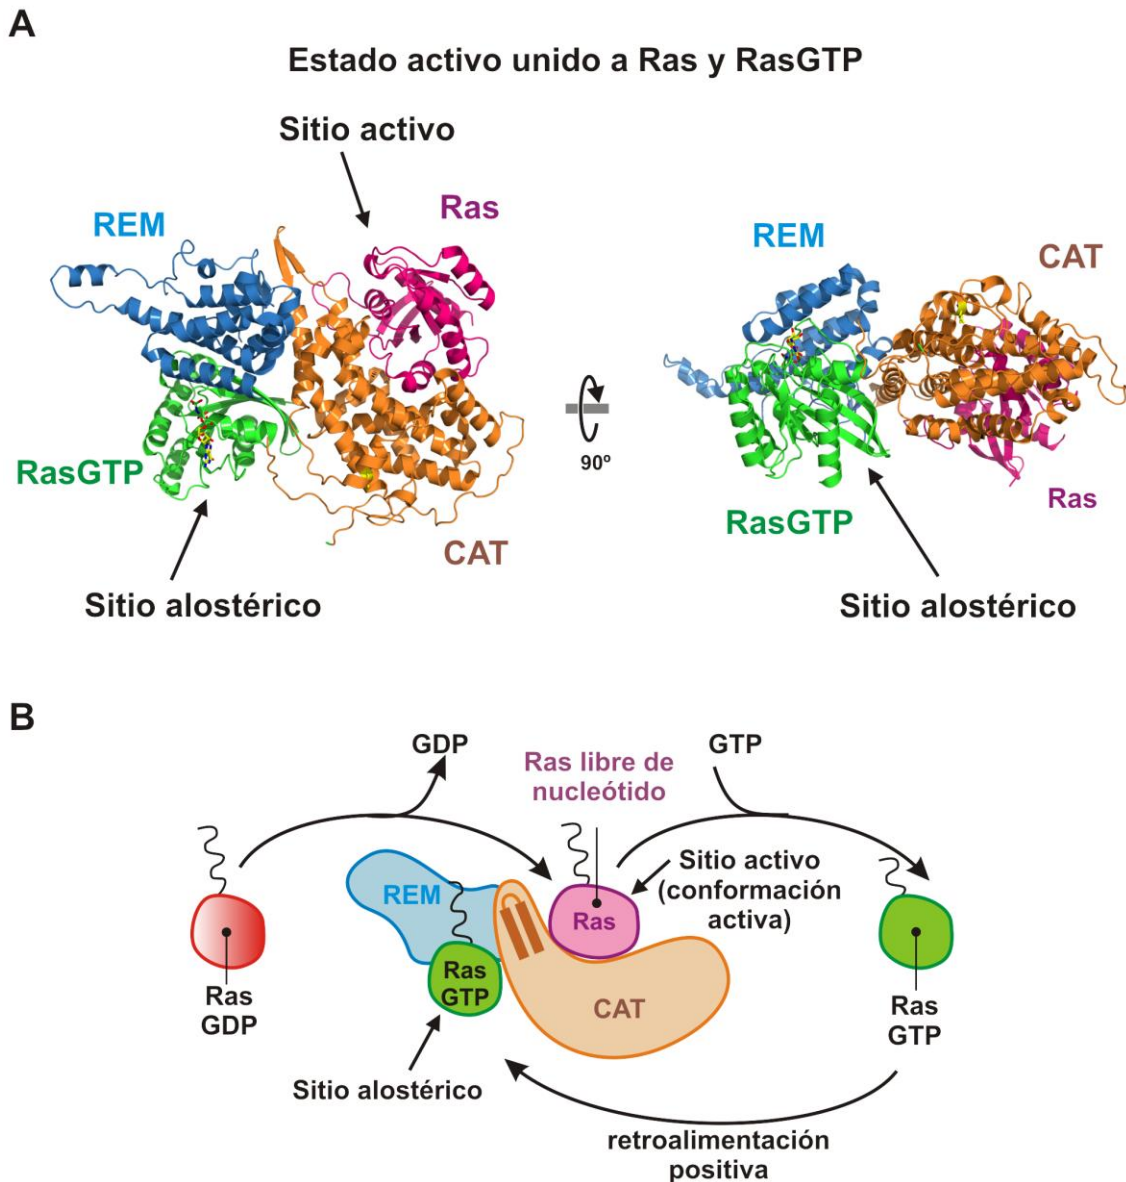 A
Estado activo unido a Ras y RasGTP
Sitio activo
REM
Ras
RasGTP
CAT
Sitio alostérico
90º
REM
CAT
RasGTP
Ras
Sitio alostérico
B
GDP
Ras libre de
nucleótido
GTP
Ras
GDP
REM
Ras
GTP
Ras
CAT
Sitio activo
(conformación
activa)
Ras
GTP
Sitio alostérico
retroalimentación
positiva